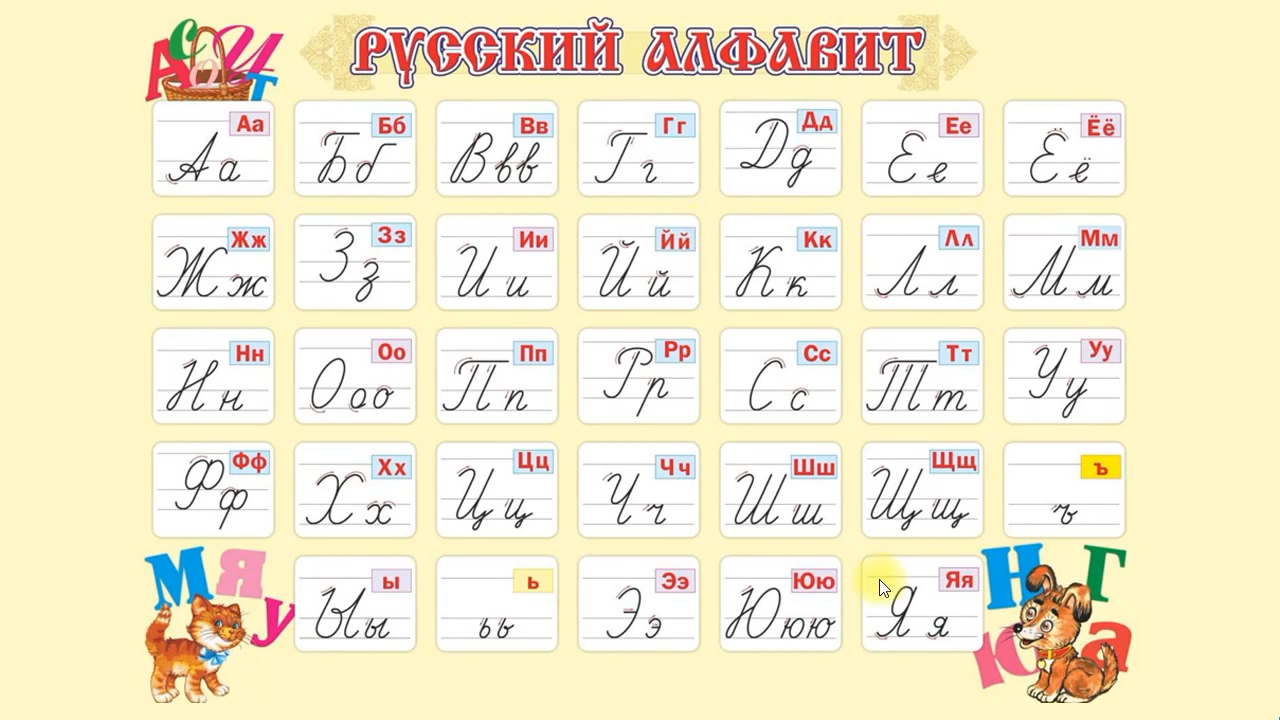 РУССКИЙ АЛФАВИТ
А С О И Т
Аа Бб Вв Гг Дд Ее Ёё
А а Б б В в в Г г Д д Е е Ё ё
Жж Зз Ии Йй Кк Лл Мм
Ж ж З з И и Й й К к Л л М м
Нн Оо Пп Рр Сс Тт Уу
Н н О о о П п Р р С с Т т У у
Фф Хх Цц Чч Шш Щщ ъ
Ф ф Х х Ц ц Ч ч Ш ш Щ щ ъ
М Я У Н Г Ю а
ы ь Ээ Юю Яя
Ы ы ь ь Э э Ю ю ю Я я